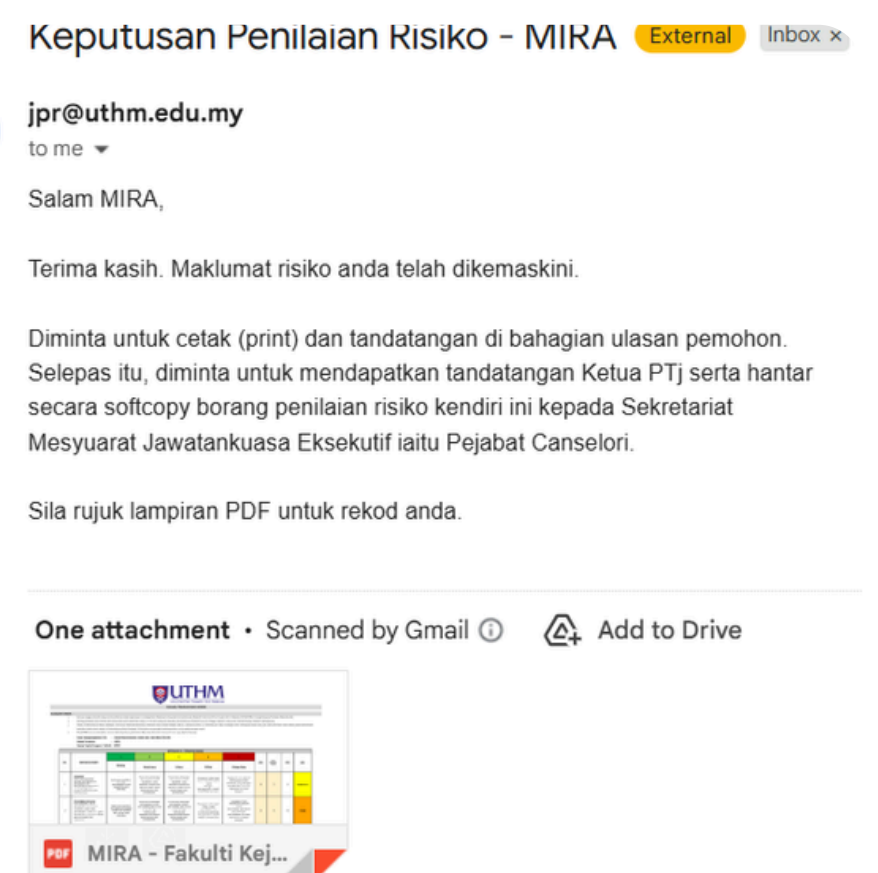 Keputusan Penilaian Risiko - MIRA External Inbox ×
jpr@uthm.edu.my
to me
Salam MIRA,
Terima kasih. Maklumat risiko anda telah dikemaskini.
Diminta untuk cetak (print) dan tandatangan di bahagian ulasan pemohon.
Selepas itu, diminta untuk mendapatkan tandatangan Ketua PTj serta hantar
secara softcopy borang penilaian risiko kendiri ini kepada Sekretariat
Mesyuarat Jawatankuasa Eksekutif iaitu Pejabat Canselori.
Sila rujuk lampiran PDF untuk rekod anda.
One attachment • Scanned by Gmail Add to Drive
UTHM
PDF MIRA - Fakulti Kej...